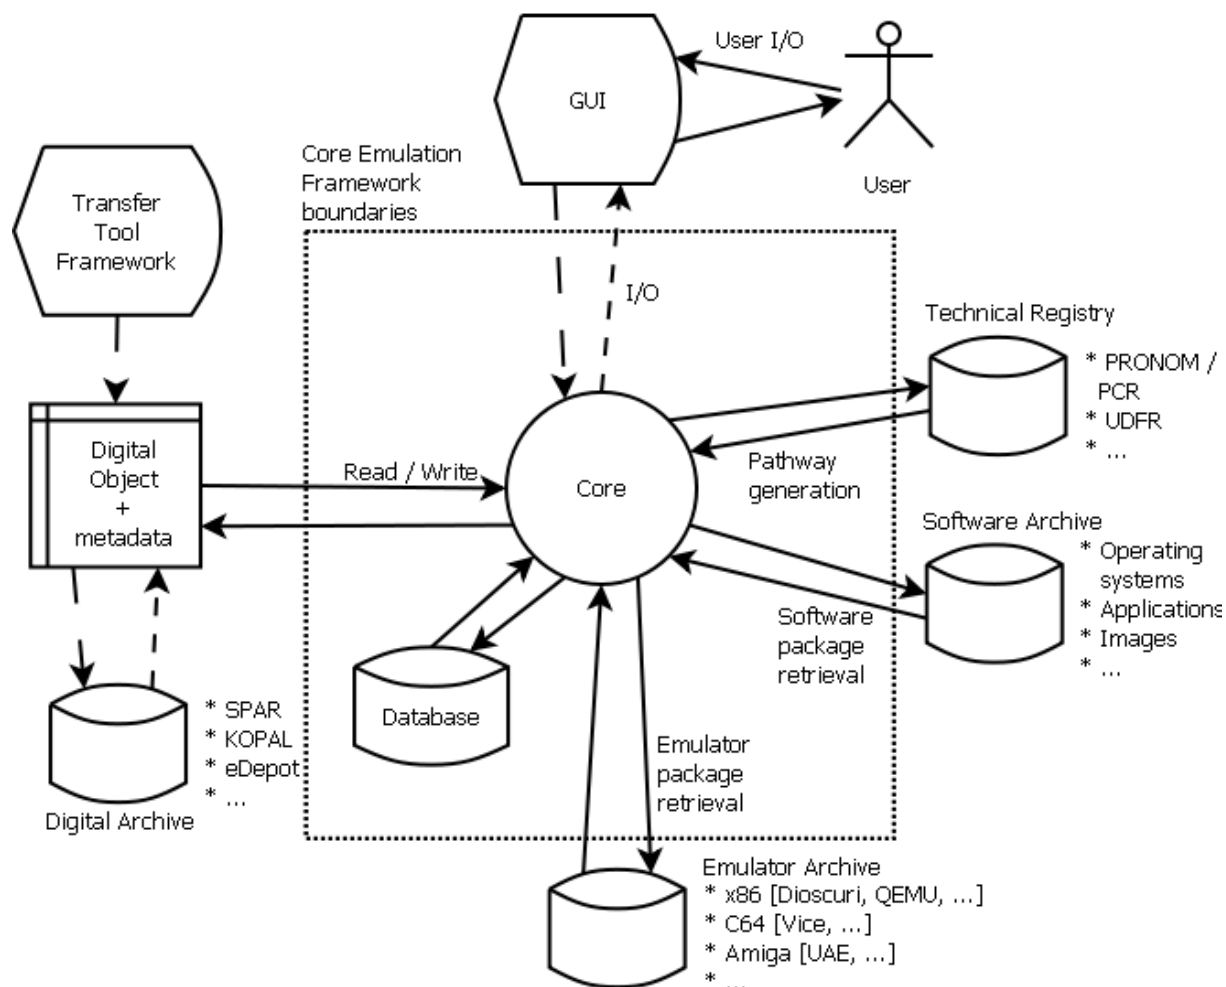 User I/O
GUI
User
Core Emulation
Framework
boundaries
Transfer
Tool
Framework
I/O
Technical Registry
* PRONOM /
PCR
* UDFR
* ...
Digital
Object
+
metadata
Read / Write
Core
Pathway
generation
Software Archive
* Operating
systems
* Applications
* Images
* ...
Software
package
retrieval
Database
* SPAR
* KOPAL
* eDepot
* ...
Digital Archive
Emulator
package
retrieval
Emulator Archive
* x86 [Dioscuri, QEMU, ...]
* C64 [Vice, ...]
* Amiga [UAE, ...]
* ...